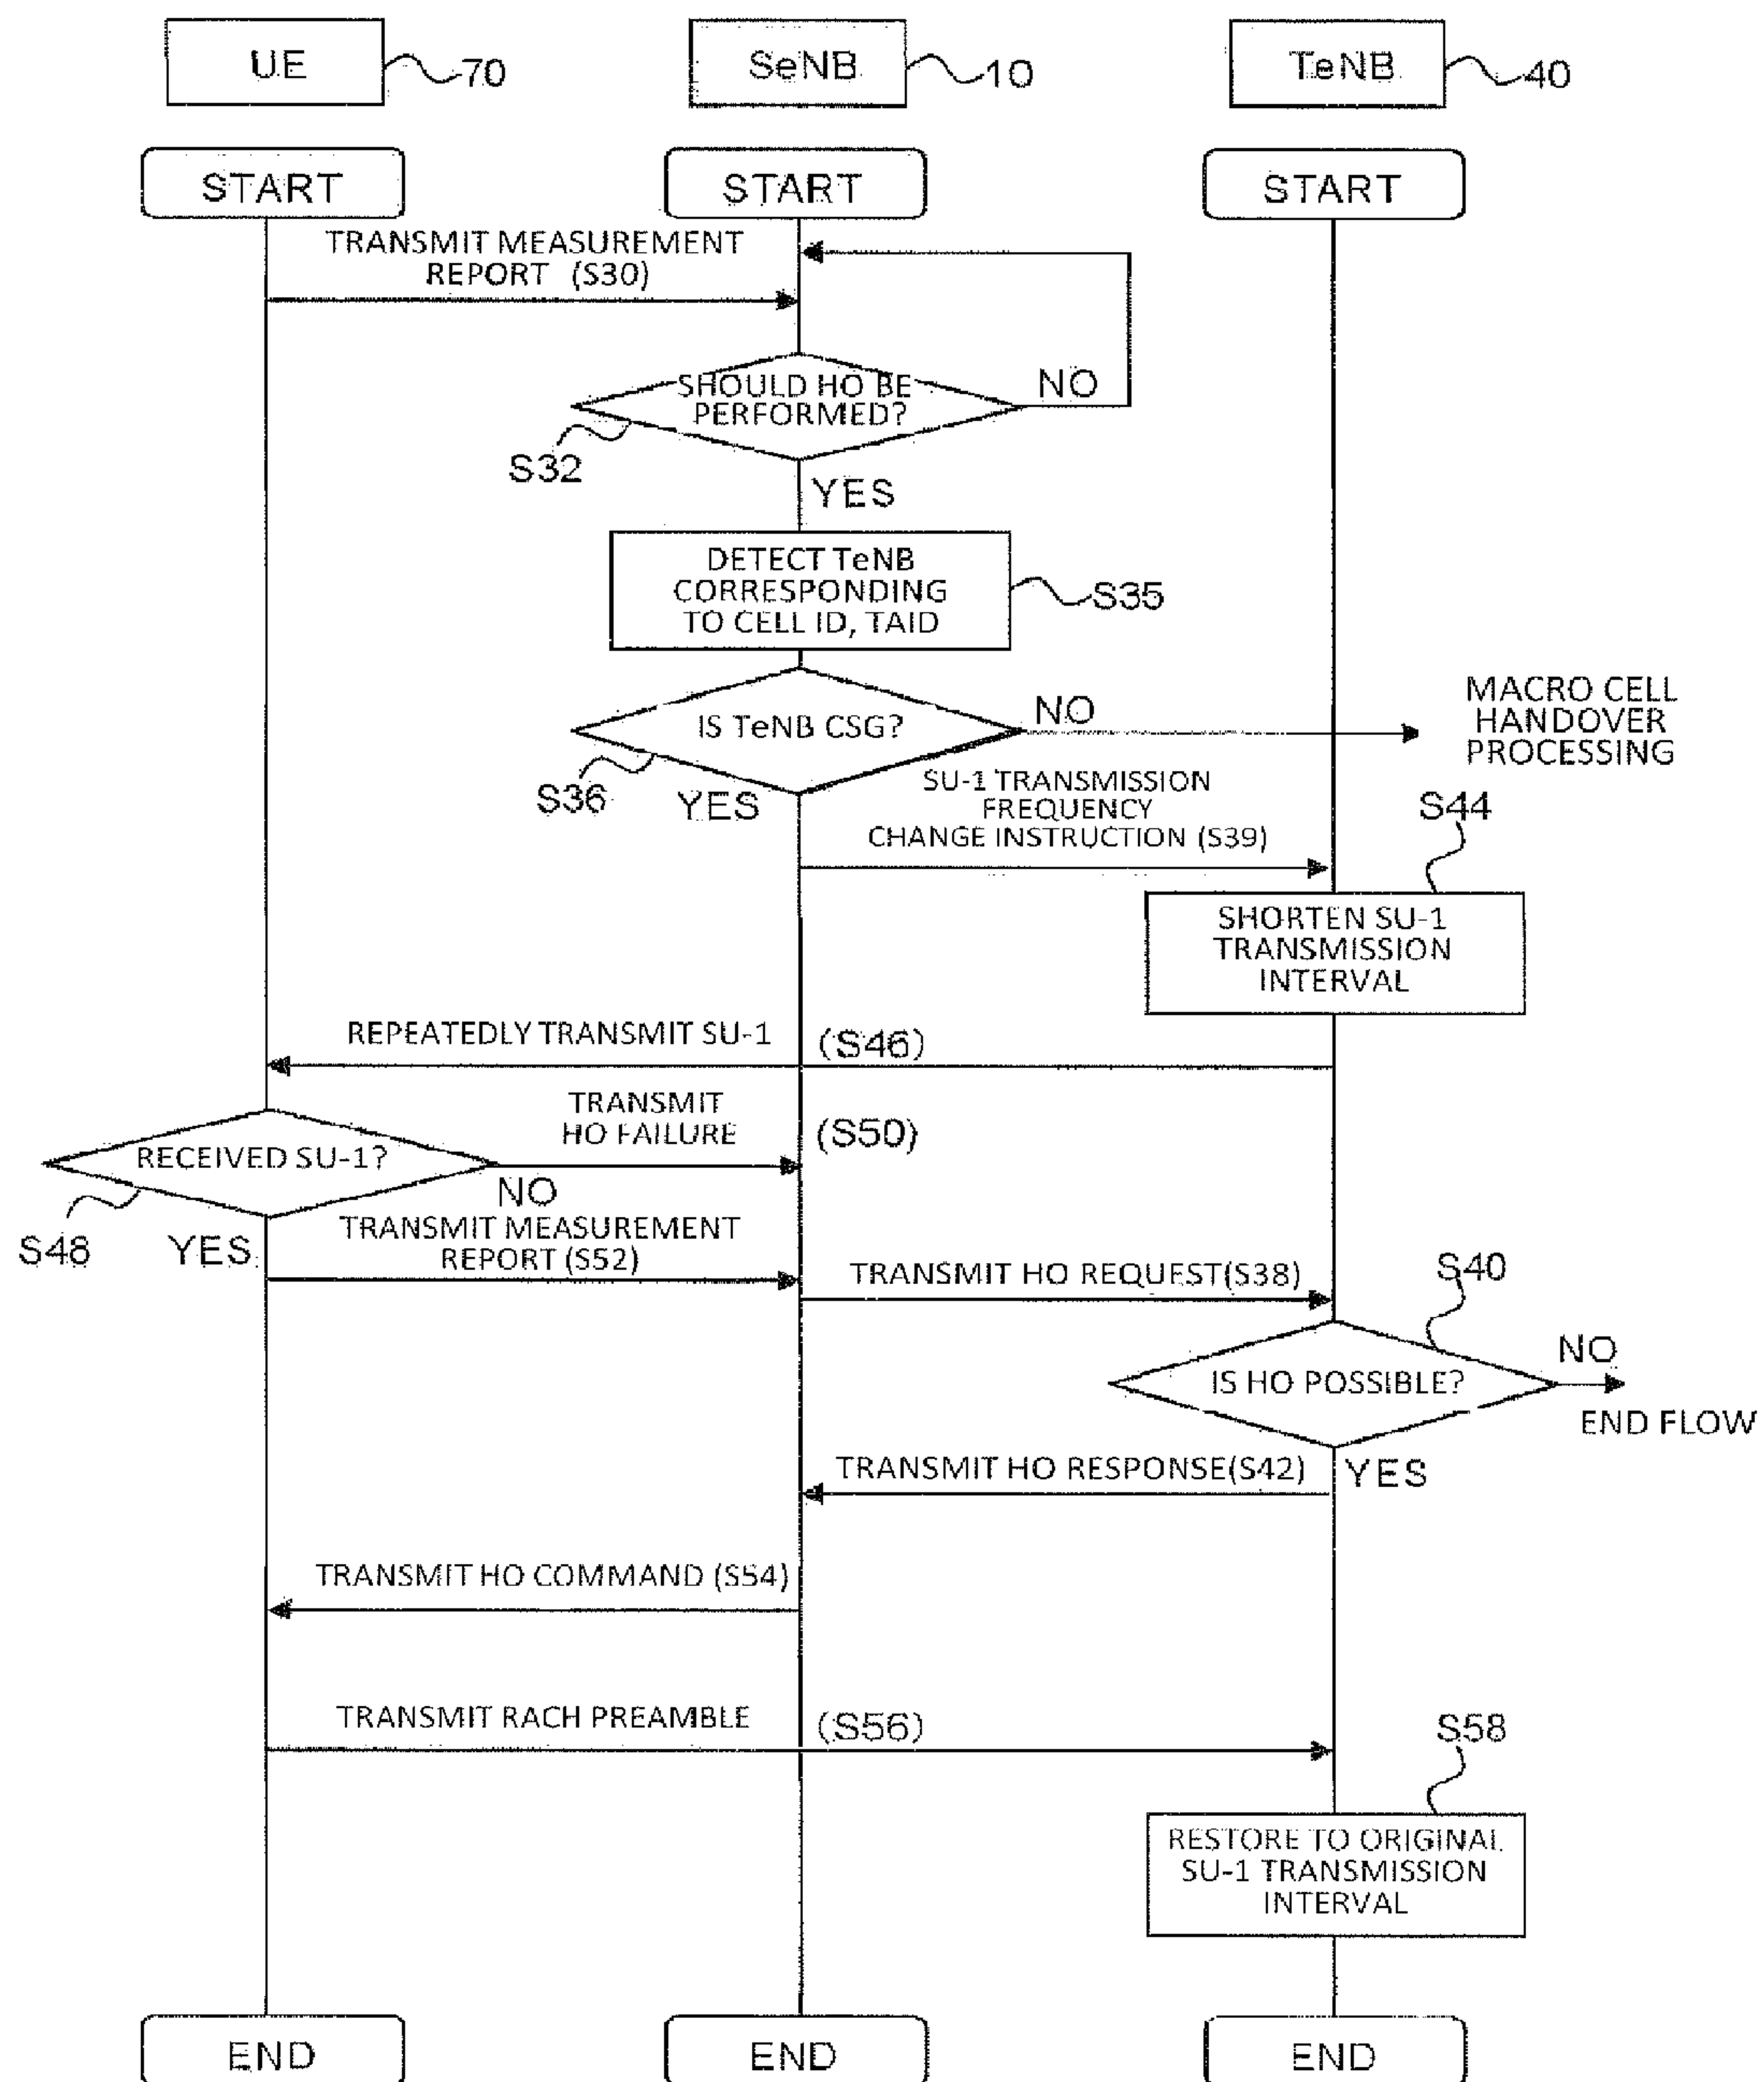 UE
70
SeNB
10
TeNB
40
START
START
START
TRANSMIT MEASUREMENT
REPORT (S30)
SHOULD HO BE
PERFORMED?
NO
S32
YES
DETECT TeNB
CORRESPONDING
TO CELL ID, TAID
S35
IS TeNB CSG?
NO
MACRO CELL
HANDOVER
PROCESSING
S36
YES
SU-1 TRANSMISSION
FREQUENCY
CHANGE INSTRUCTION (S39)
S44
SHORTEN SU-1
TRANSMISSION
INTERVAL
REPEATEDLY TRANSMIT SU-1
(S46)
TRANSMIT
HO FAILURE
(S50)
RECEIVED SU-1?
NO
S48
YES
TRANSMIT MEASUREMENT
REPORT (S52)
TRANSMIT HO REQUEST(S38)
S40
IS HO POSSIBLE?
NO
END FLOW
TRANSMIT HO RESPONSE(S42)
YES
TRANSMIT HO COMMAND (S54)
TRANSMIT RACH PREAMBLE
(S56)
S58
RESTORE TO ORIGINAL
SU-1 TRANSMISSION
INTERVAL
END
END
END